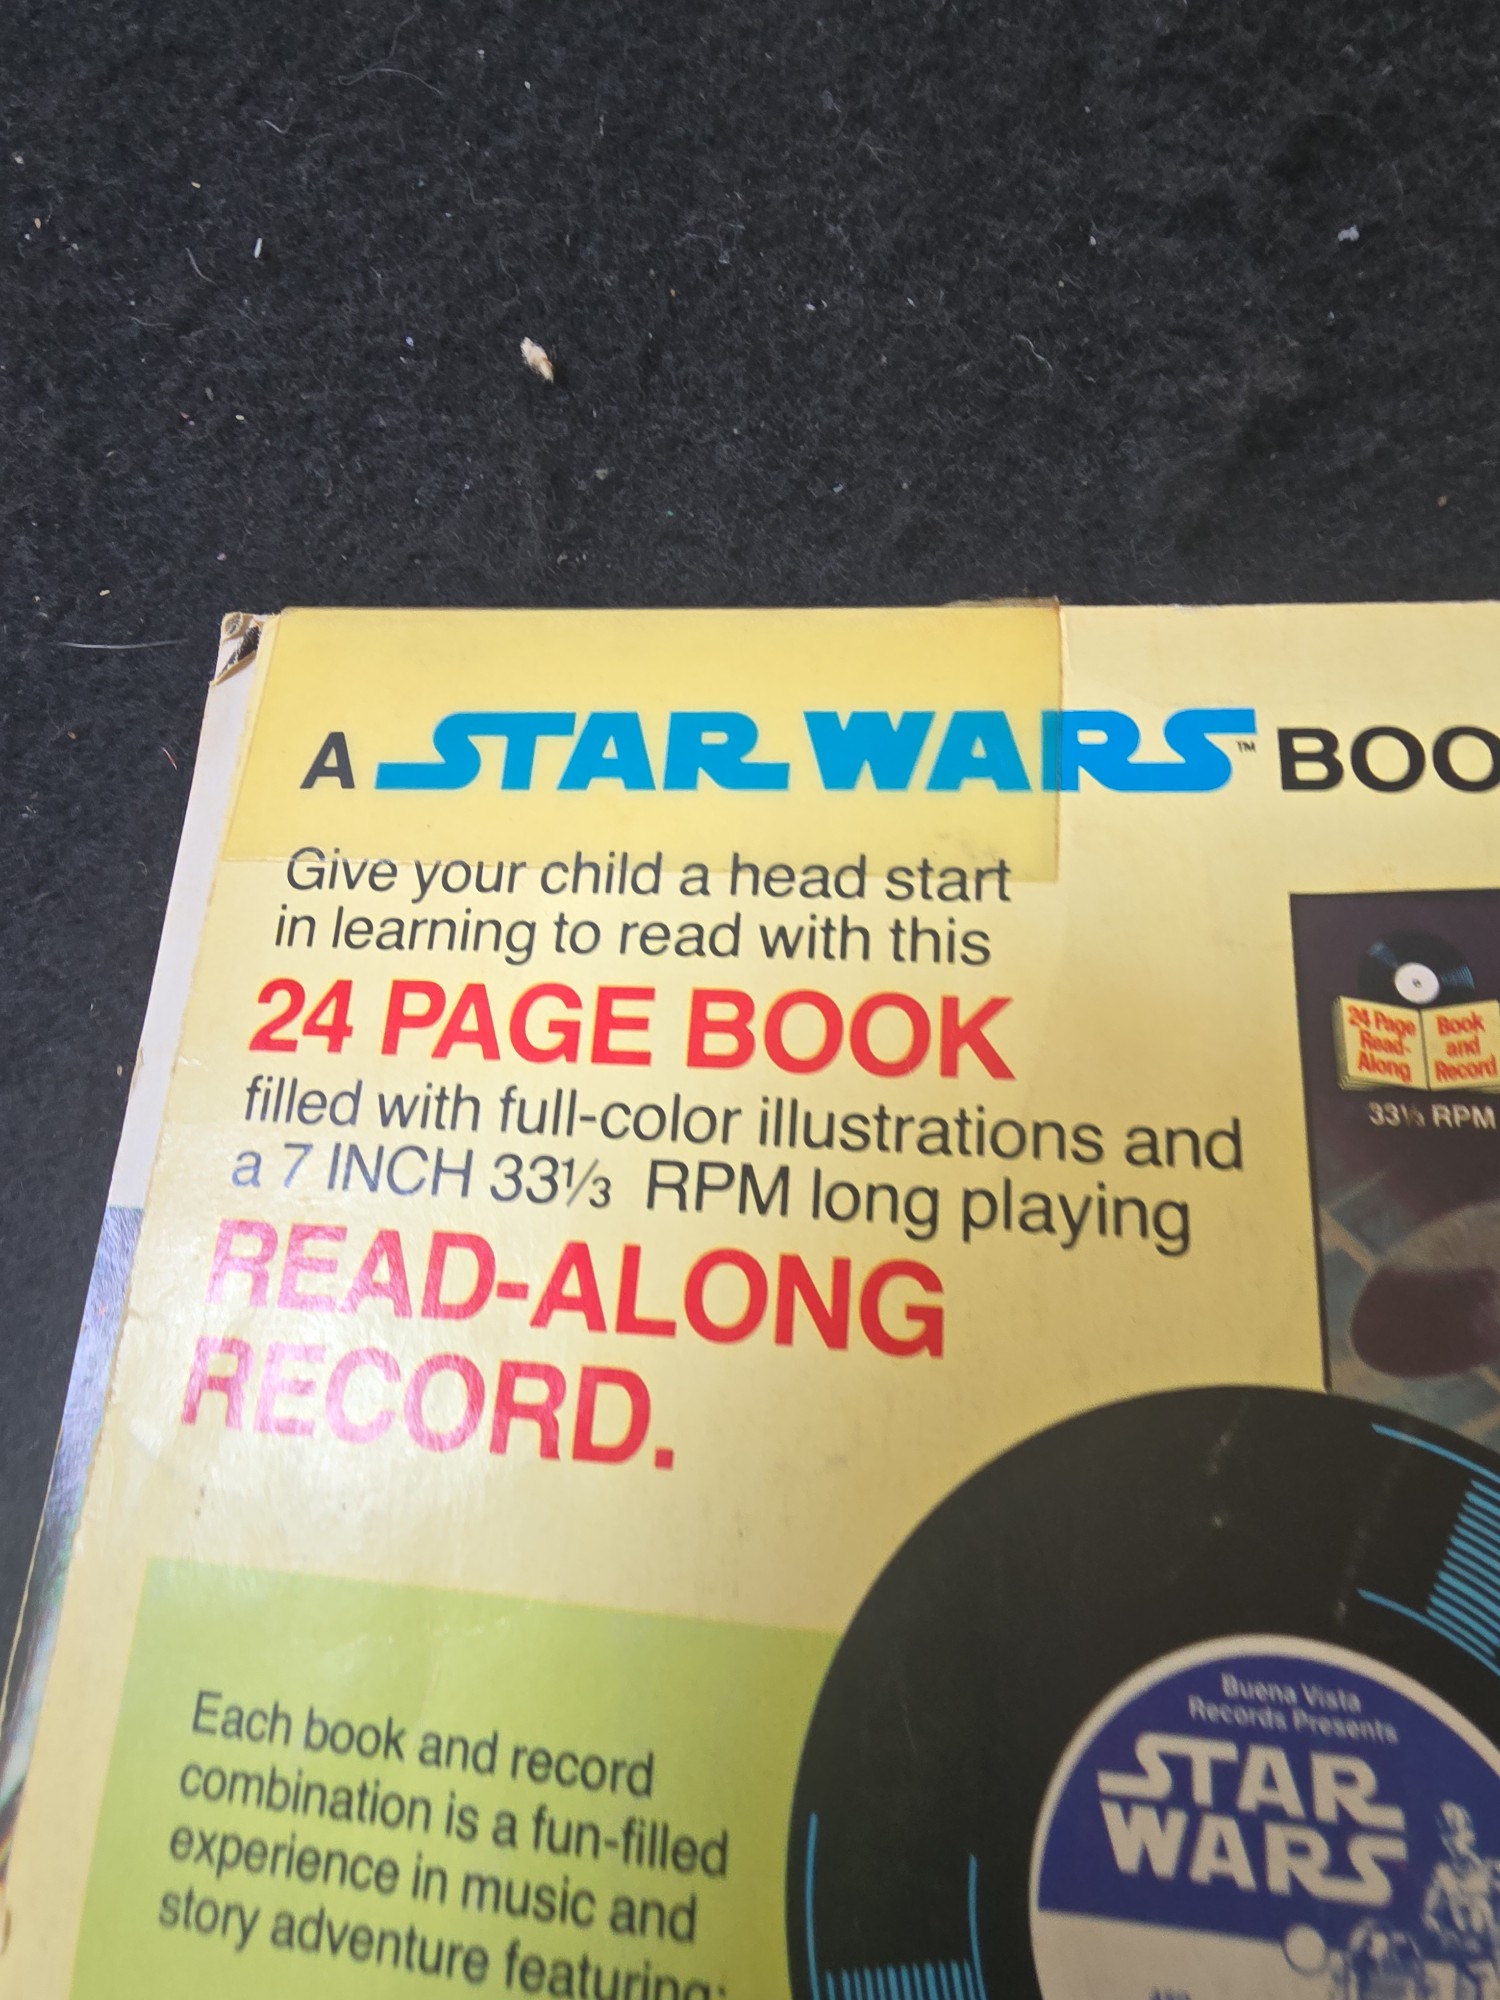 A STAR WARS™ BOO
Give your child a head start
in learning to read with this
24 PAGE BOOK
filled with full-color illustrations and
a 7 INCH 33⅓ RPM long playing
READ-ALONG
RECORD.
24 Page
Read-
Along
Book
and
Record
33⅓ RPM
Each book and record
combination is a fun-filled
experience in music and
story adventure featuring:
Buena Vista
Records Presents
STAR
WARS